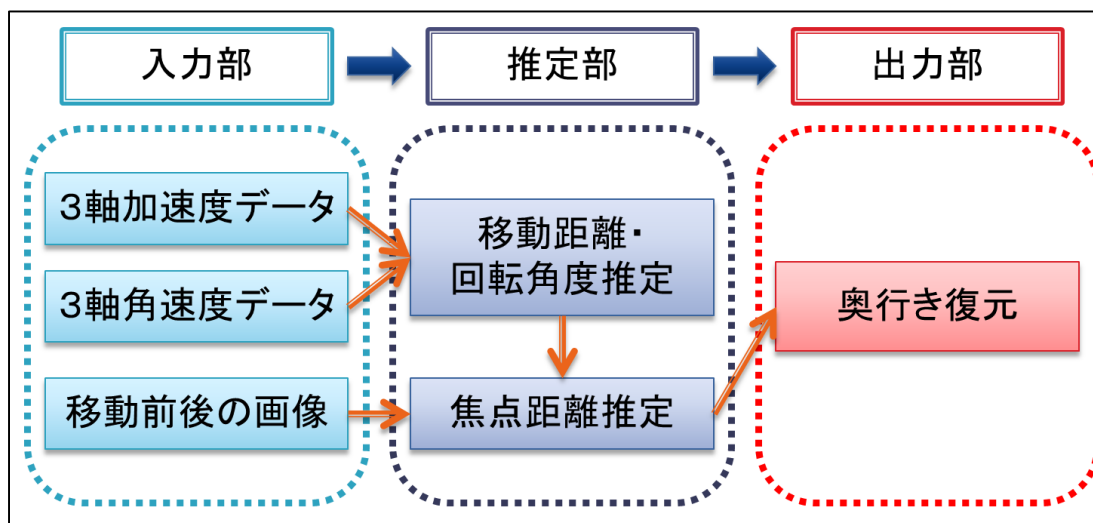 入力部
推定部
出力部
３軸加速度データ
３軸角速度データ
移動前後の画像
移動距離・
回転角度推定
焦点距離推定
奥行き復元